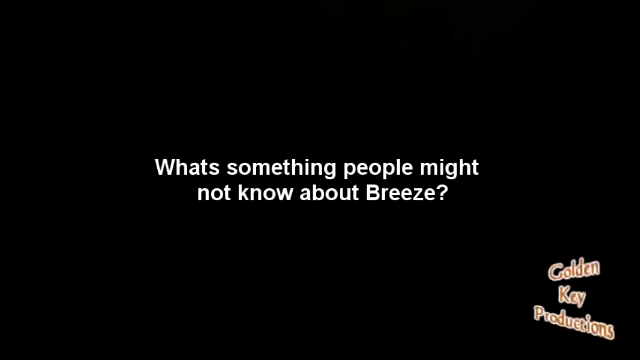 Whats something people might
not know about Breeze?
Golden
Key
Productions